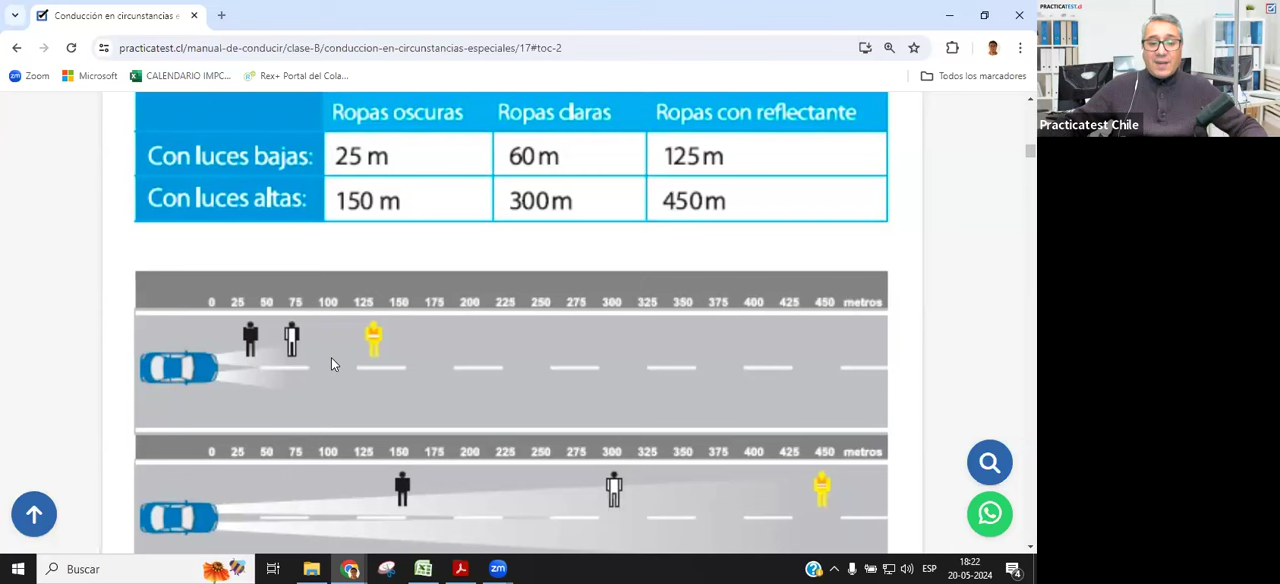 Conducción en circunstancias e
practicatest.cl/manual-de-conducir/clase-B/conduccion-en-circunstancias-especiales/17#toc-2
Zoom
Microsoft
CALENDARIO IMPC...
Rex+ Portal del Cola...
Todos los marcadores
PRACTICATEST.cl
Practicatest Chile
Ropas oscuras Ropas claras Ropas con reflectante
Con luces bajas: 25 m 60 m 125 m
Con luces altas: 150 m 300 m 450 m
0 25 50 75 100 125 150 175 200 225 250 275 300 325 350 375 400 425 450 metros
0 25 50 75 100 125 150 175 200 225 250 275 300 325 350 375 400 425 450 metros
Buscar
ESP
18:22
20-05-2024
4